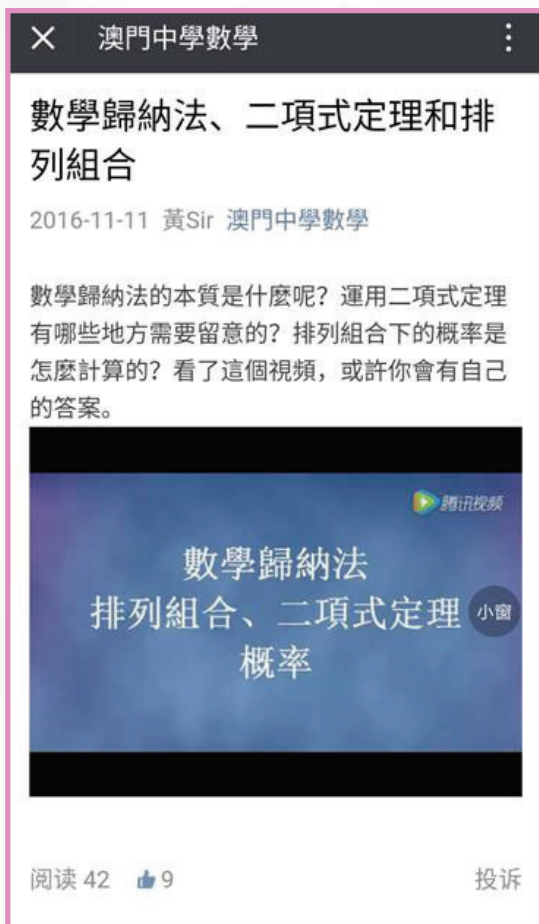 澳門中學數學
數學歸納法、二項式定理和排
列組合
2016-11-11 黃Sir 澳門中學數學
數學歸納法的本質是什麼呢？運用二項式定理
有哪些地方需要留意的？排列組合下的概率是
怎麼計算的？看了這個視頻，或許你會有自己
的答案。
腾讯视频
數學歸納法
排列組合、二項式定理
小窗
概率
阅读 42 9 投诉